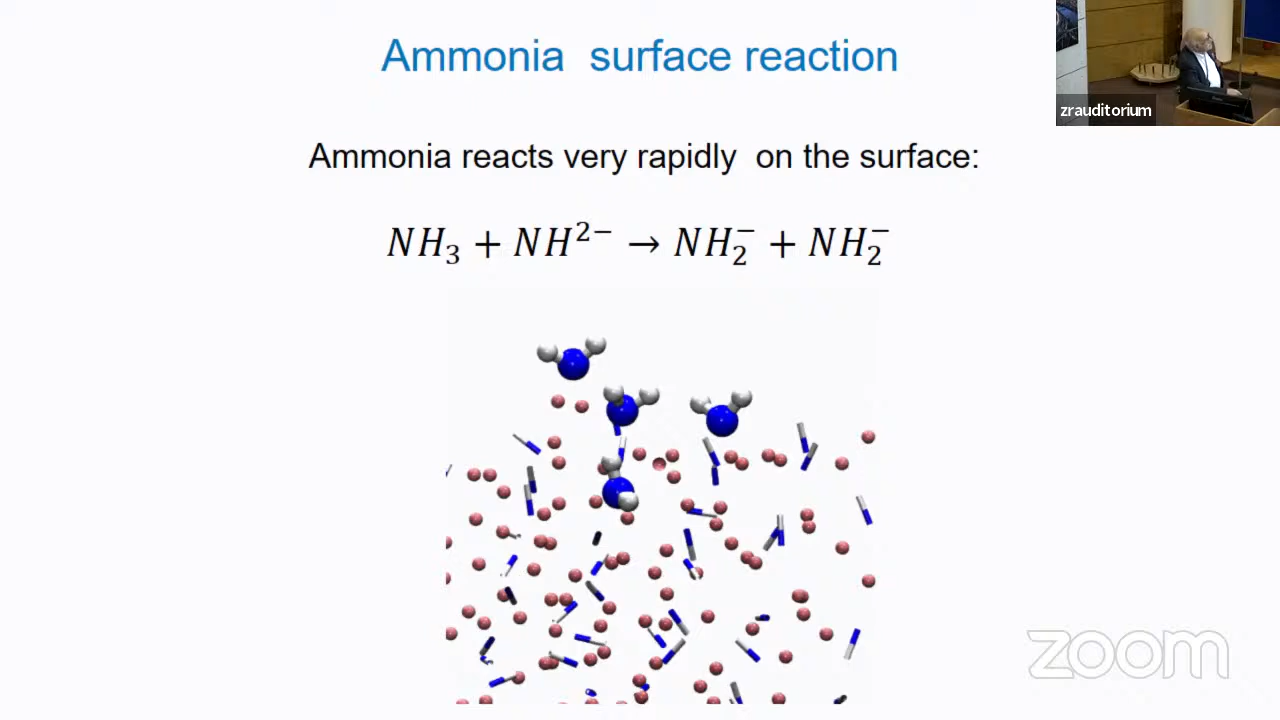 Ammonia surface reaction
zrauditorium
Ammonia reacts very rapidly on the surface:
NH₃ + NH²⁻ → NH₂⁻ + NH₂⁻
zoom